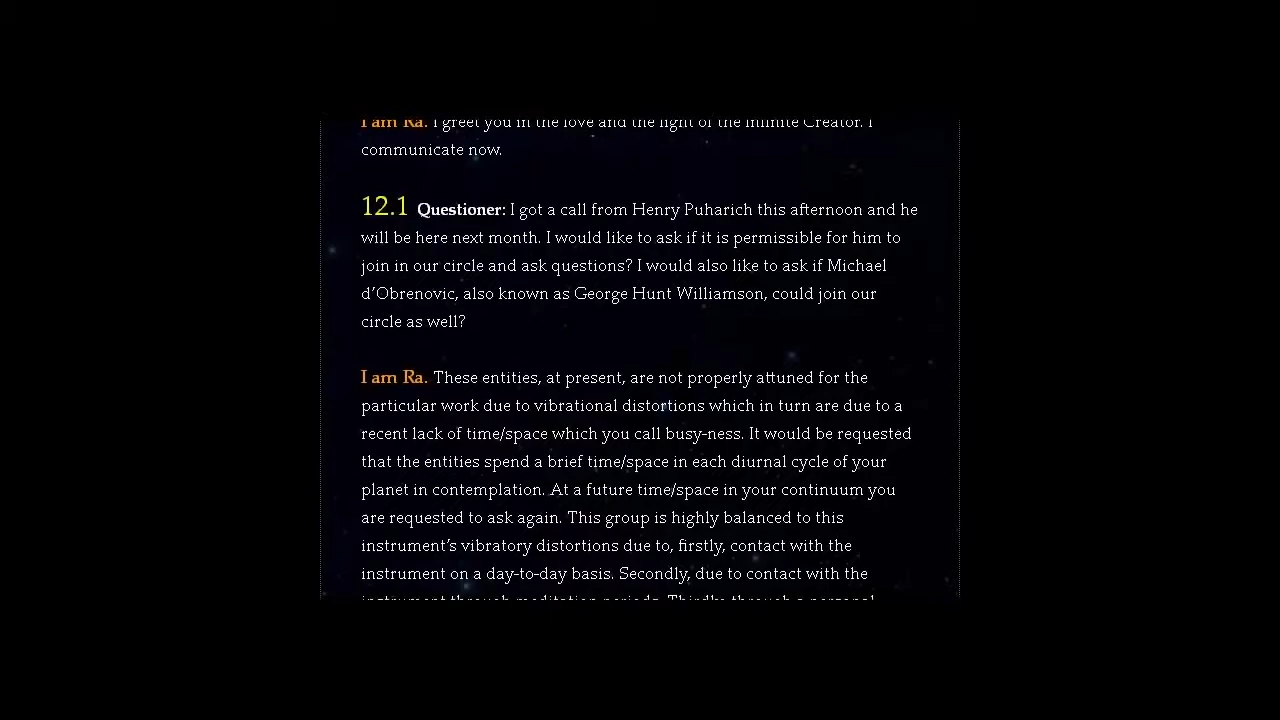 I am Ra. I greet you in the love and the light of the Infinite Creator. I
communicate now.
12.1 Questioner: I got a call from Henry Puharich this afternoon and he
will be here next month. I would like to ask if it is permissible for him to
join in our circle and ask questions? I would also like to ask if Michael
d’Obrenovic, also known as George Hunt Williamson, could join our
circle as well?
I am Ra. These entities, at present, are not properly attuned for the
particular work due to vibrational distortions which in turn are due to a
recent lack of time/space which you call busy-ness. It would be requested
that the entities spend a brief time/space in each diurnal cycle of your
planet in contemplation. At a future time/space in your continuum you
are requested to ask again. This group is highly balanced to this
instrument’s vibratory distortions due to, firstly, contact with the
instrument on a day-to-day basis. Secondly, due to contact with the
instrument through meditation periods. Thirdly, through a personal